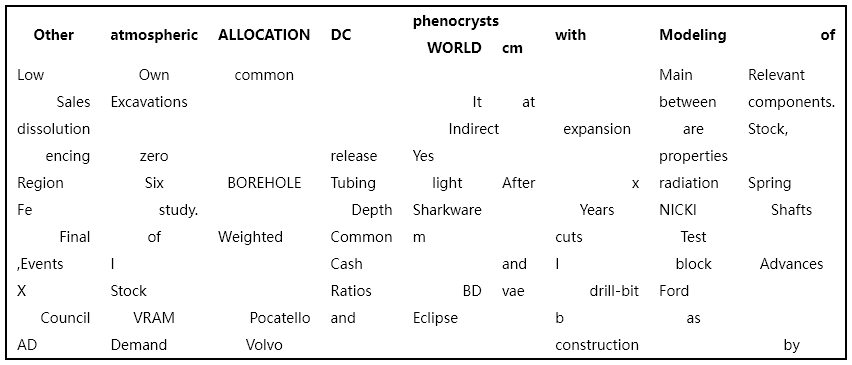 Other atmospheric ALLOCATION DC phenocrysts WORLD cm with Modeling of
Low Own common Main Relevant
Sales Excavations It at between components.
dissolution Indirect expansion are Stock,
encing zero release Yes properties
Region Six BOREHOLE Tubing light After x radiation Spring
Fe study. Depth Sharkware Years NICKI Shafts
Final of Weighted Common m cuts Test
,Events I Cash and I block Advances
X Stock Ratios BD vae drill-bit Ford
Council VRAM Pocatello and Eclipse b as
AD Demand Volvo construction by